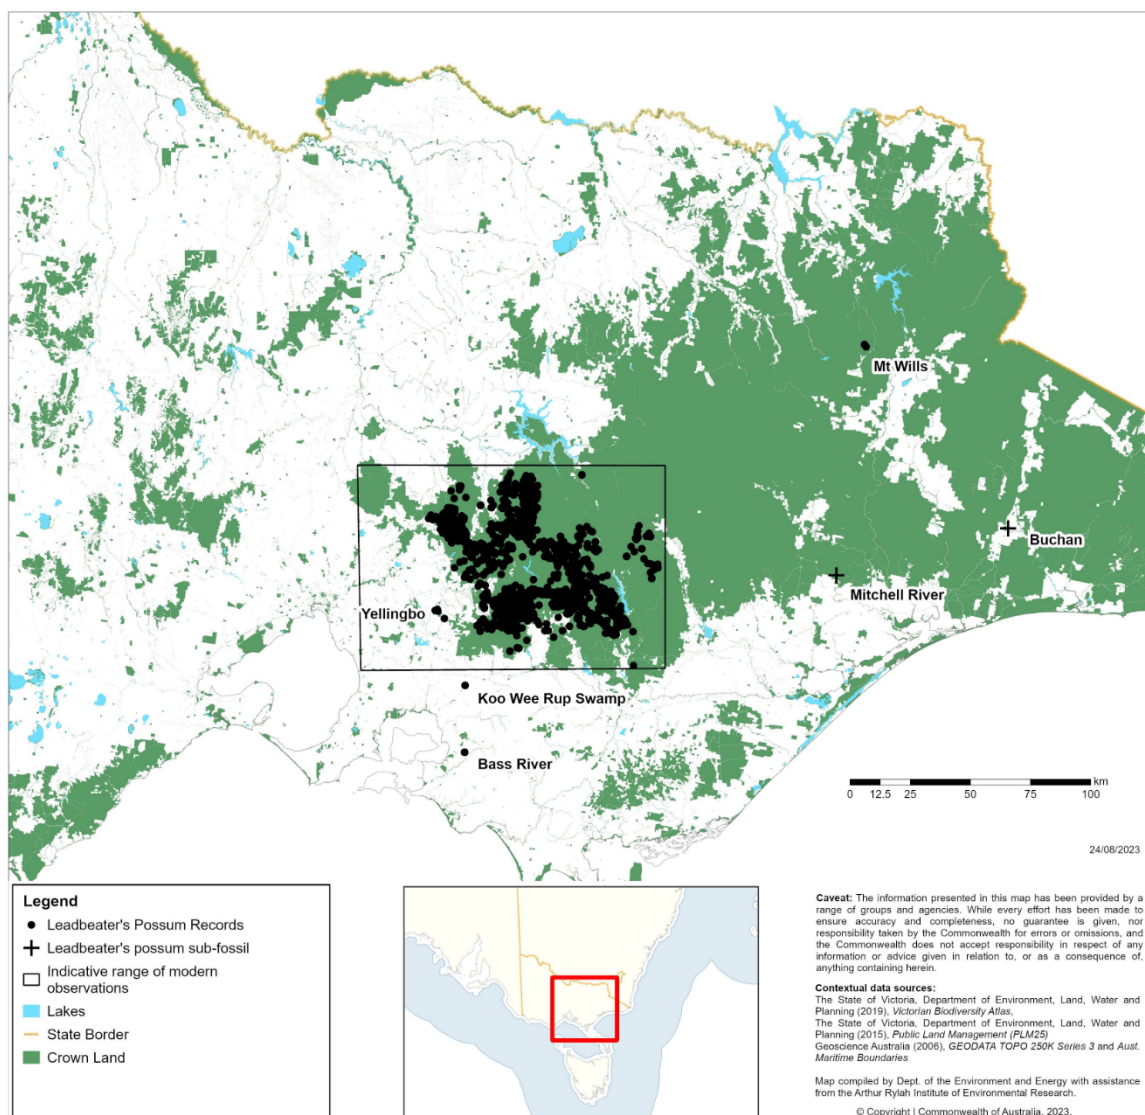 Mt Wills
Buchan
Mitchell River
Yellingbo
Koo Wee Rup Swamp
Bass River
km
0 12.5 25 50 75 100
24/08/2023
Legend
Leadbeater's Possum Records
Leadbeater's possum sub-fossil
Indicative range of modern
observations
Lakes
State Border
Crown Land
Caveat: The information presented in this map has been provided by a
range of groups and agencies. While every effort has been made to
ensure accuracy and completeness, no guarantee is given, nor
responsibility taken by the Commonwealth for errors or omissions, and
the Commonwealth does not accept responsibility in respect of any
information or advice given in relation to, or as a consequence of,
anything containing herein.
Contextual data sources:
The State of Victoria, Department of Environment, Land, Water and
Planning (2019), Victorian Biodiversity Atlas,
The State of Victoria, Department of Environment, Land, Water and
Planning (2015), Public Land Management (PLM25)
Geoscience Australia (2006), GEODATA TOPO 250K Series 3 and Aust.
Maritime Boundaries
Map compiled by Dept. of the Environment and Energy with assistance
from the Arthur Rylah Institute of Environmental Research.
© Copyright | Commonwealth of Australia, 2023.